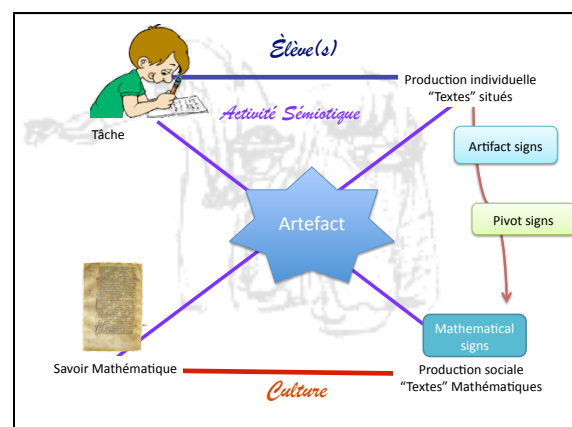 Èlève(s)
Production individuelle
“Textes” situés
Activité Sémiotique
Tâche
Artifact signs
Artefact
Pivot signs
Mathematical
signs
Savoir Mathématique
Production sociale
“Textes” Mathématiques
Culture